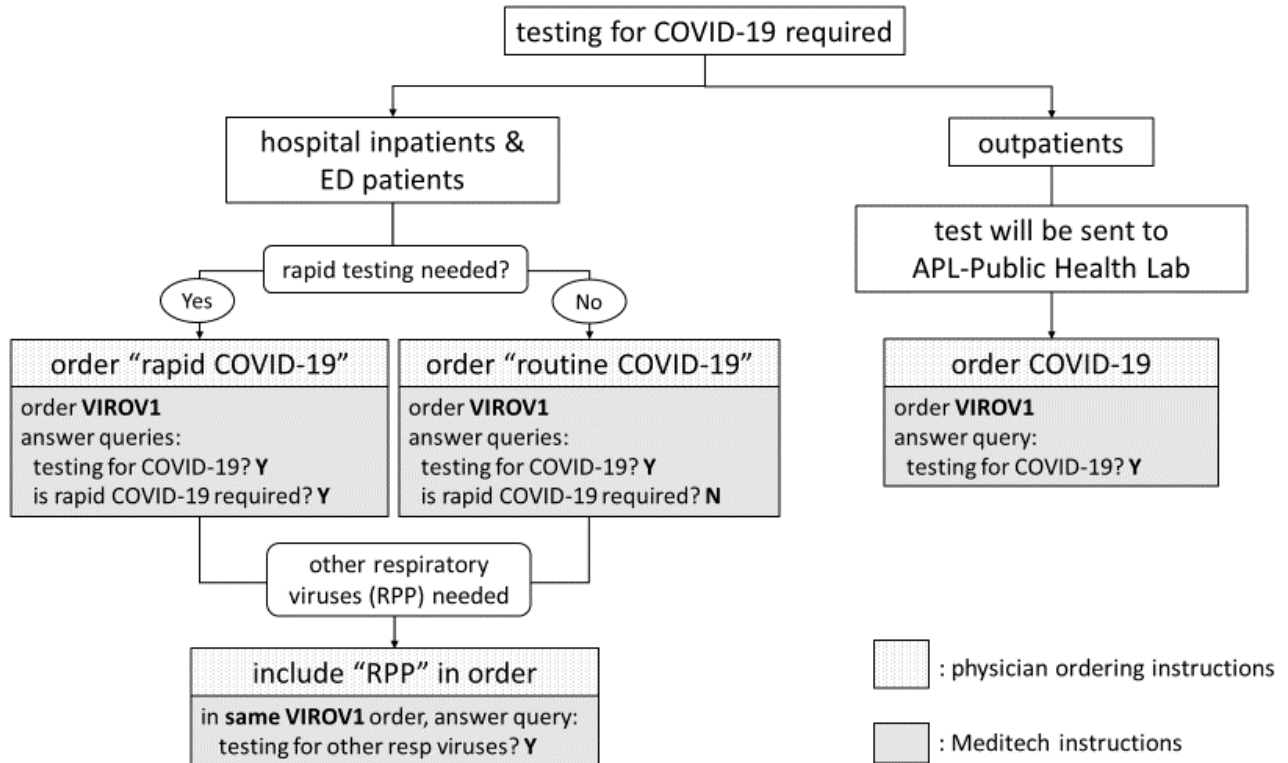 testing for COVID-19 required
hospital inpatients &
ED patients
outpatients
test will be sent to
APL-Public Health Lab
rapid testing needed?
Yes
No
order “rapid COVID-19”
order VIROV1
answer queries:
testing for COVID-19? Y
is rapid COVID-19 required? Y
order “routine COVID-19”
order VIROV1
answer queries:
testing for COVID-19? Y
is rapid COVID-19 required? N
order COVID-19
order VIROV1
answer query:
testing for COVID-19? Y
other respiratory
viruses (RPP) needed
include “RPP” in order
in same VIROV1 order, answer query:
testing for other resp viruses? Y
: physician ordering instructions
: Meditech instructions